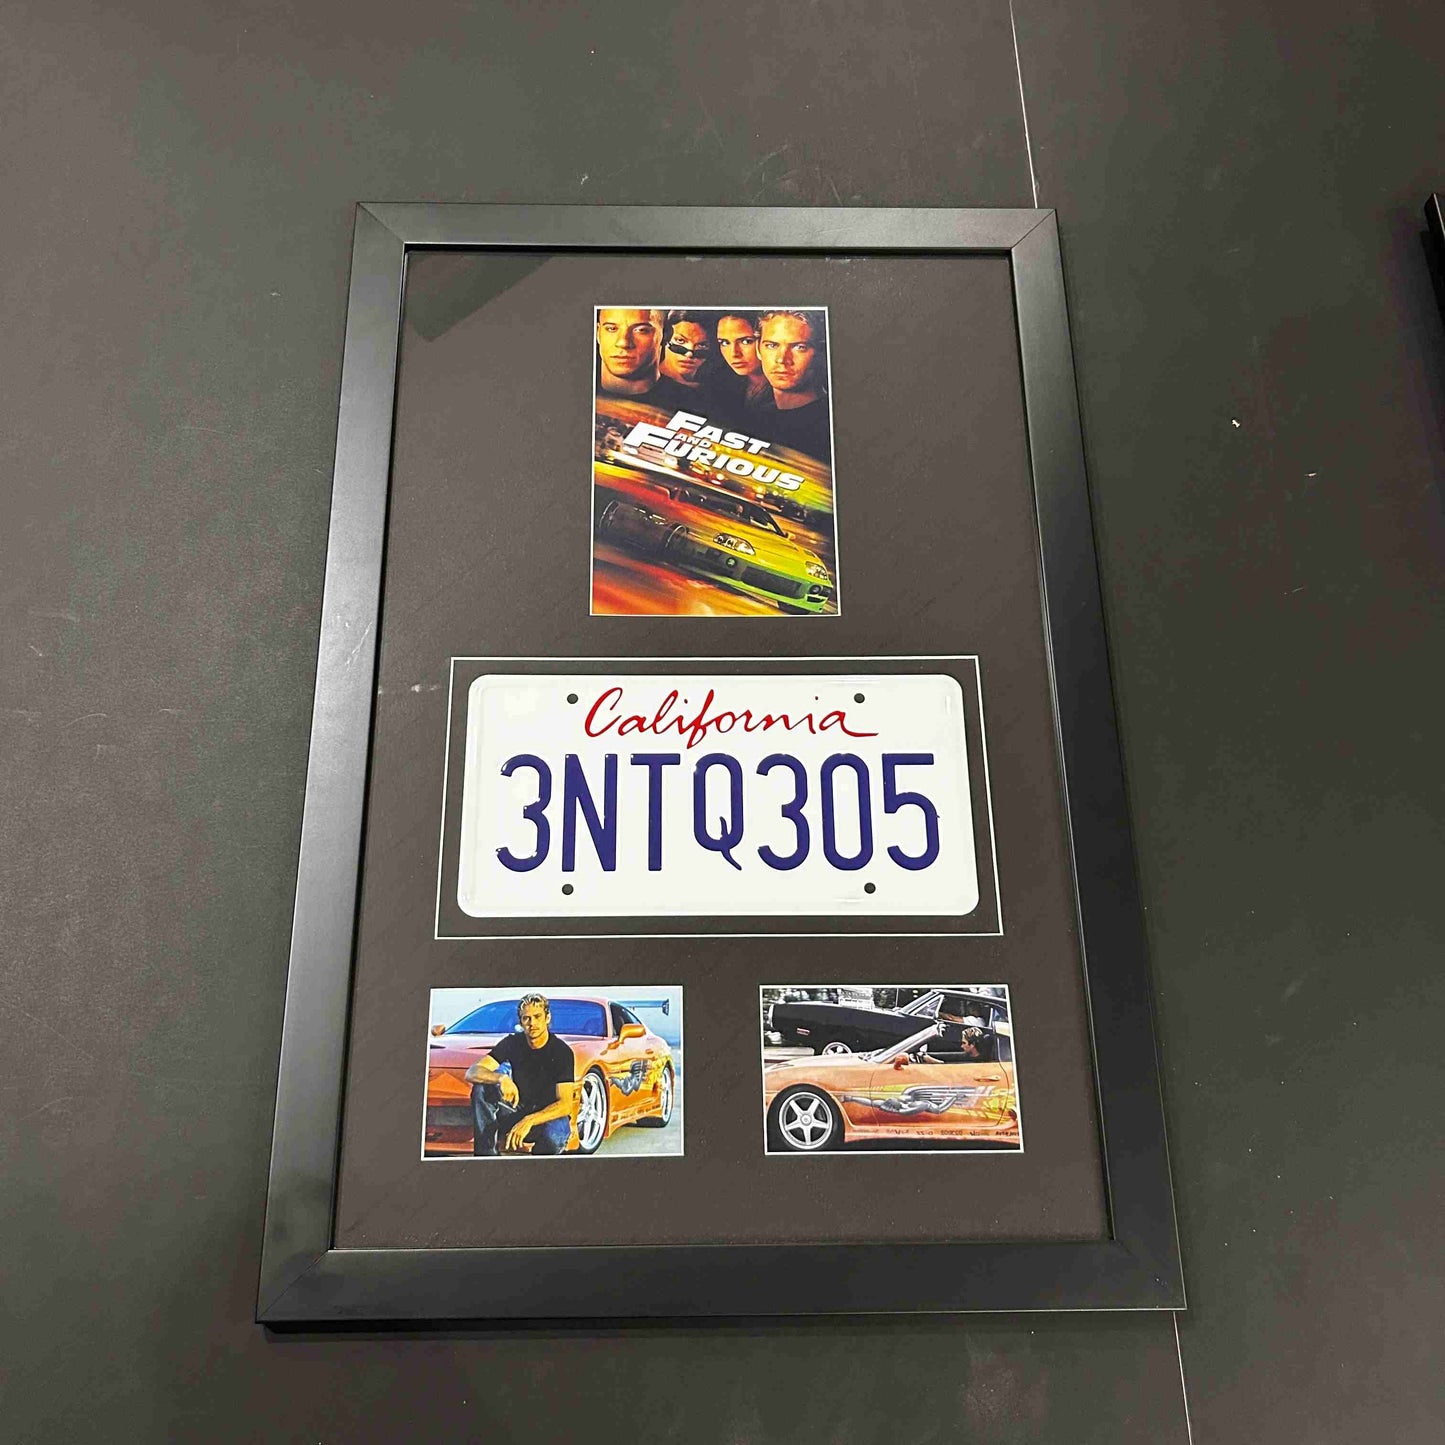 FAST
AND
FURIOUS
California
3NTQ305